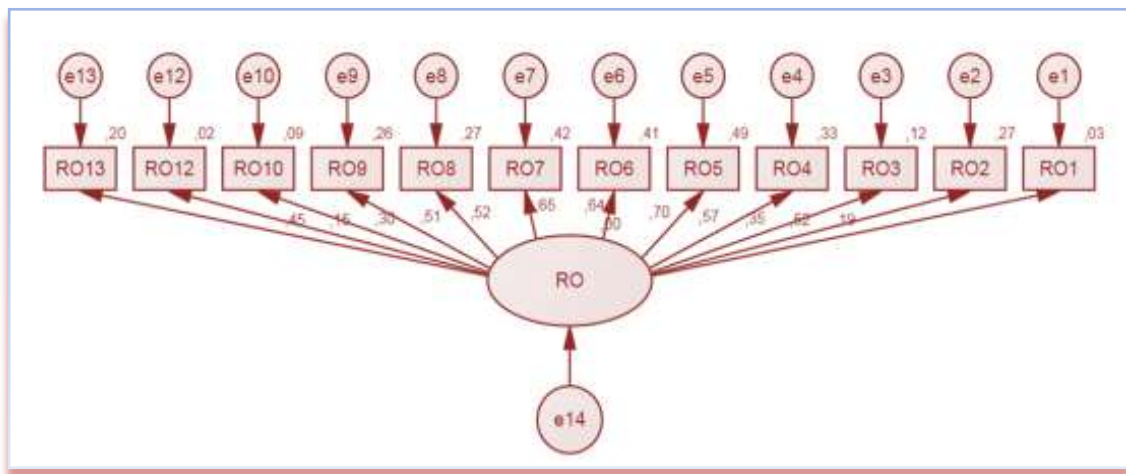 e13 e12 e10 e9 e8 e7 e6 e5 e4 e3 e2 e1
,20 ,02 ,09 ,26 ,27 ,42 ,41 ,49 ,33 ,12 ,27 ,03
RO13 RO12 RO10 RO9 RO8 RO7 RO6 RO5 RO4 RO3 RO2 RO1
,45 ,15 ,30 ,51 ,52 ,65 ,64 ,70 ,57 ,35 ,52 ,19
,00
RO
e14